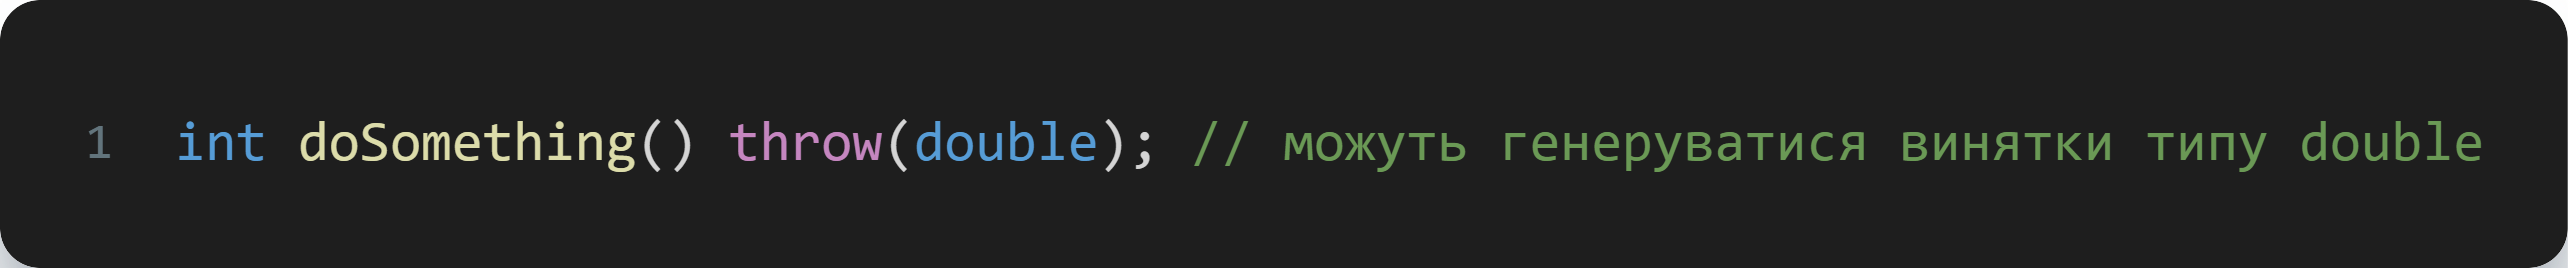 1 int doSomething() throw(double); // можуть генеруватися винятки типу double